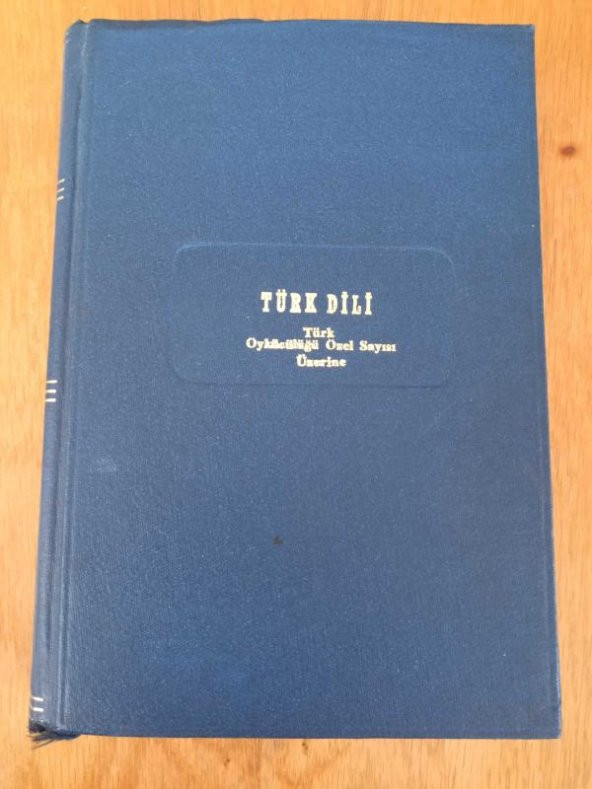 TÜRK DİLİ
Türk
Öykücülüğü Özel Sayısı
Üzerine